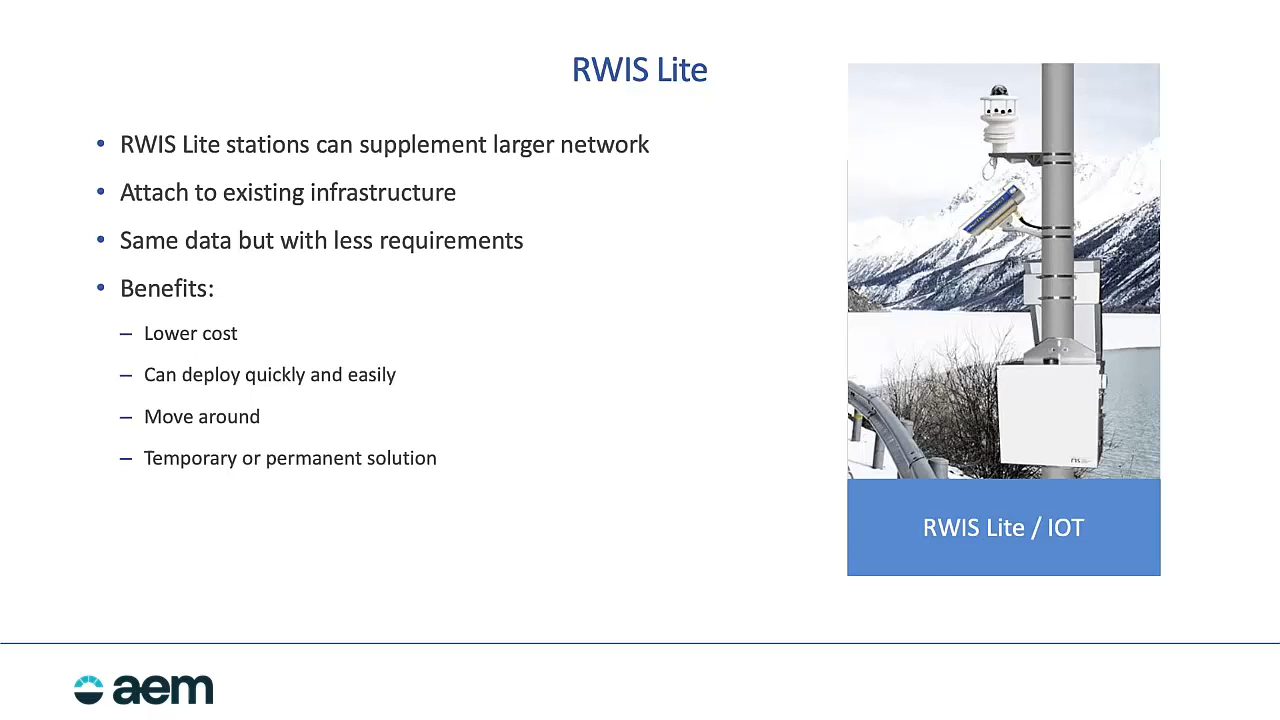 RWIS Lite
• RWIS Lite stations can supplement larger network
• Attach to existing infrastructure
• Same data but with less requirements
• Benefits:
– Lower cost
– Can deploy quickly and easily
– Move around
– Temporary or permanent solution
RWIS Lite / IOT
aem